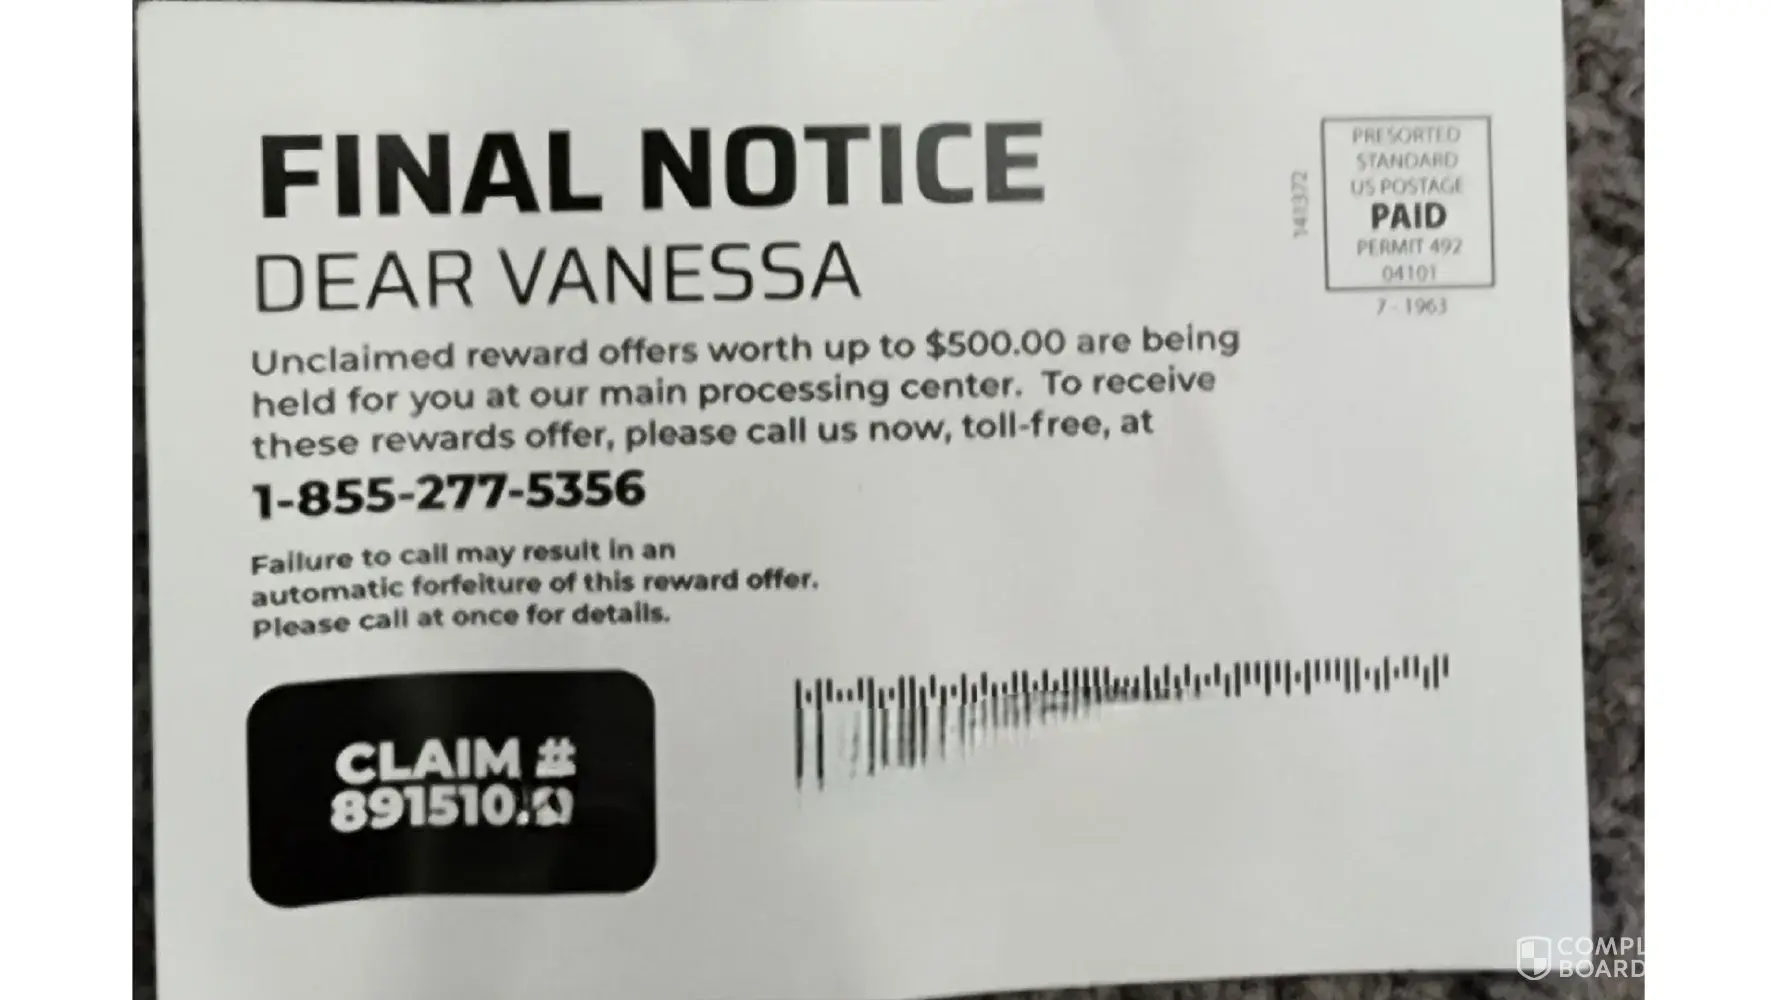 FINAL NOTICE
DEAR VANESSA
Unclaimed reward offers worth up to $500.00 are being
held for you at our main processing center. To receive
these rewards offer, please call us now, toll-free, at
1-855-277-5356
Failure to call may result in an
automatic forfeiture of this reward offer.
Please call at once for details.
CLAIM #
891510.
PRESORTED
STANDARD
US POSTAGE
PAID
PERMIT 492
04101
7 - 1963
COMPL
BOARD